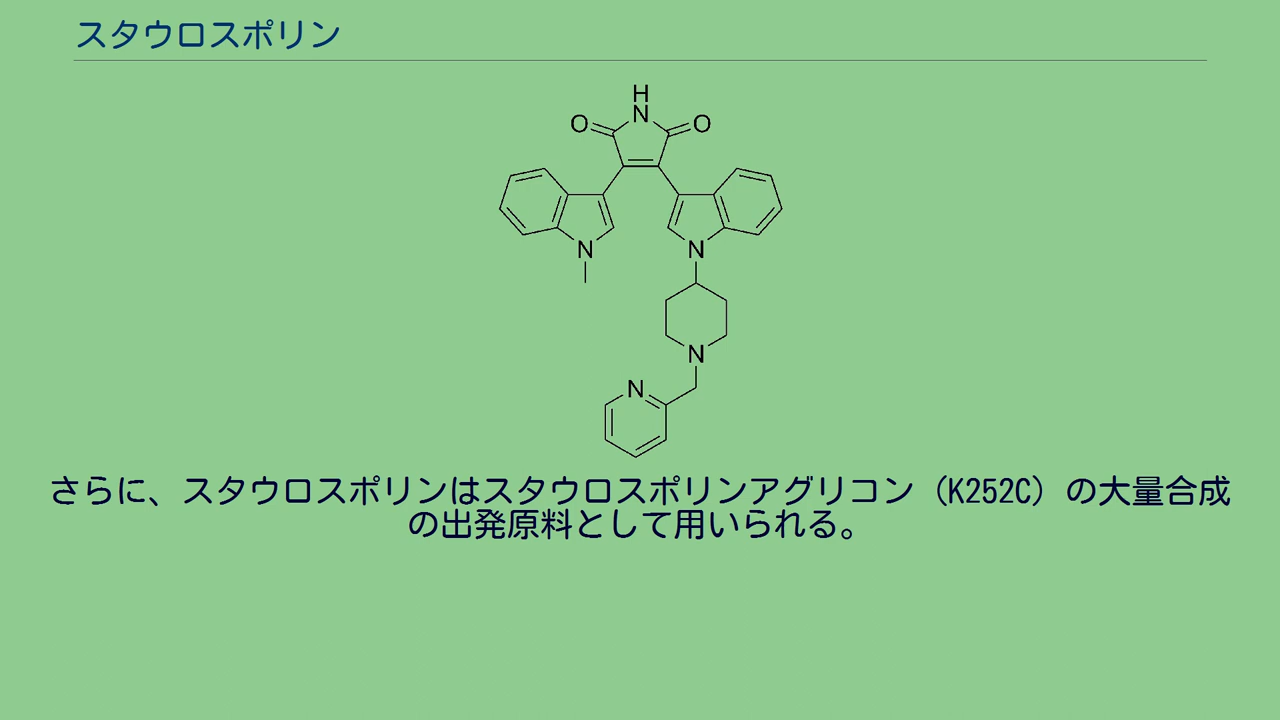 スタウロスポリン
H
O N O
N N
N
N
さらに、スタウロスポリンはスタウロスポリンアグリコン（K252C）の大量合成
の出発原料として用いられる。